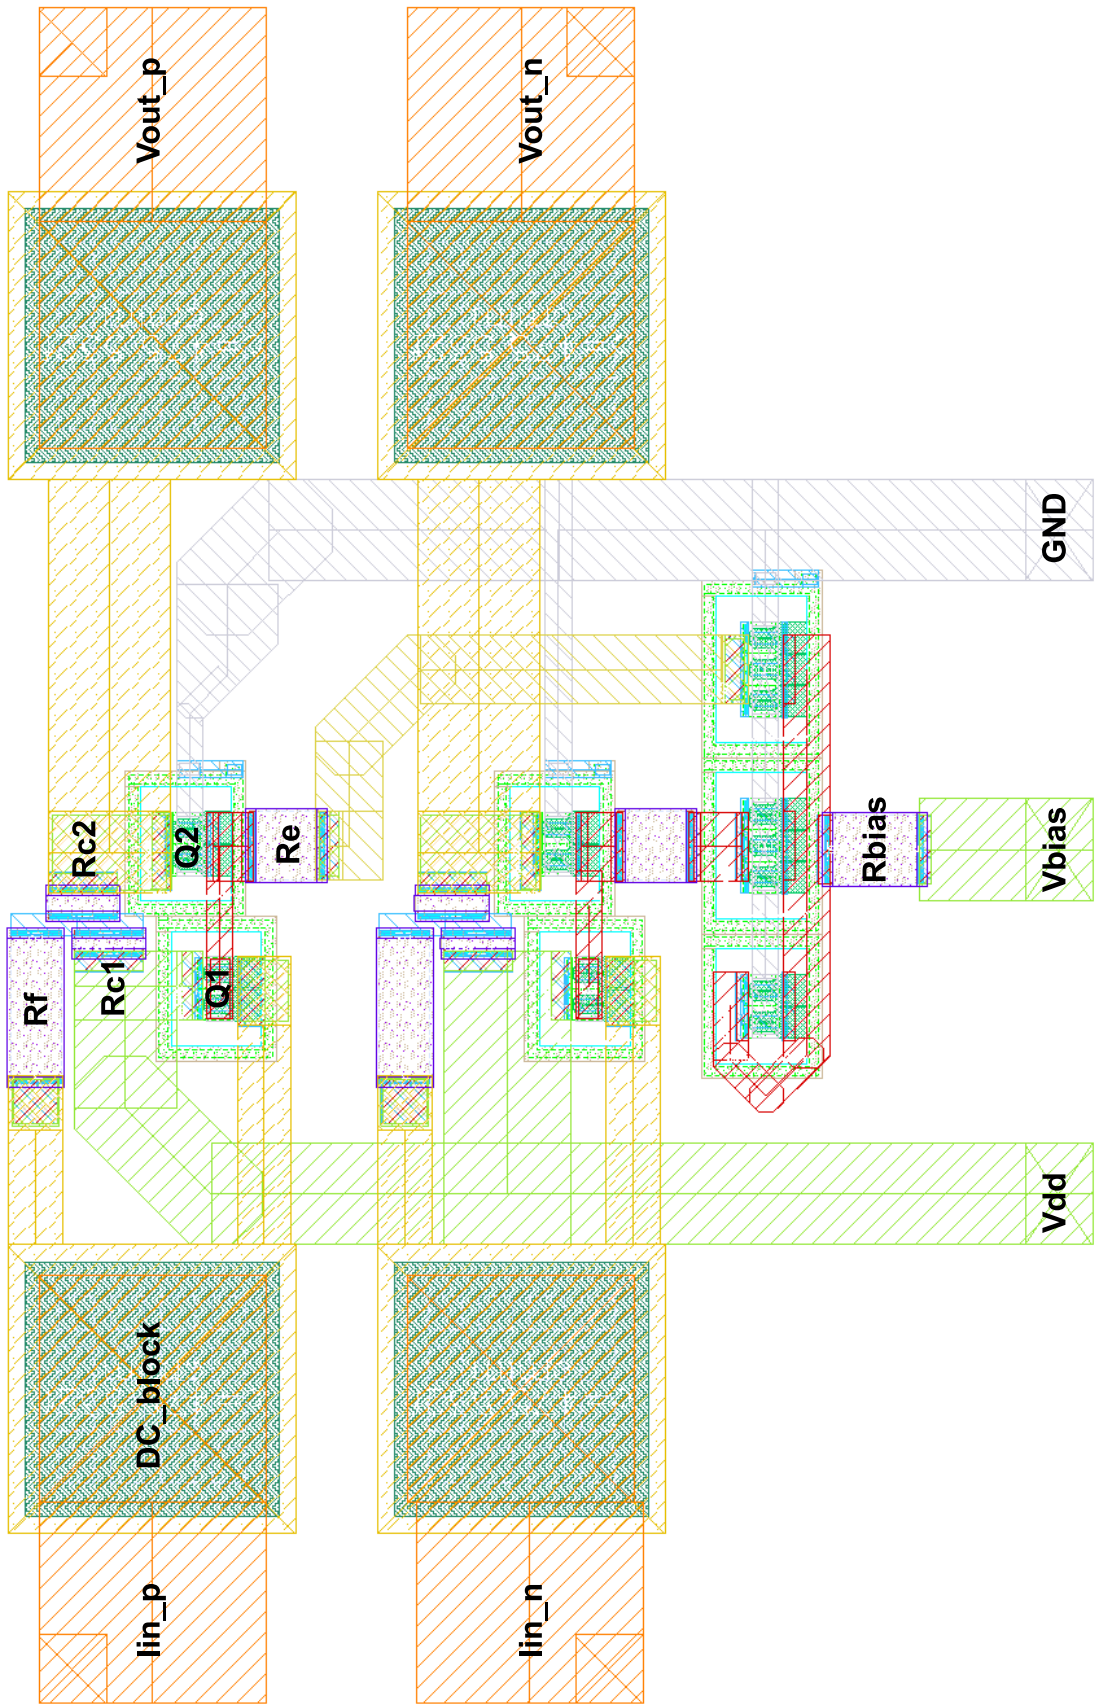 Vout_p
Vout_n
GND
Rc2
Q2
Re
Rbias
Vbias
Rf
Rc1
Q1
Vdd
DC_block
Iin_p
Iin_n